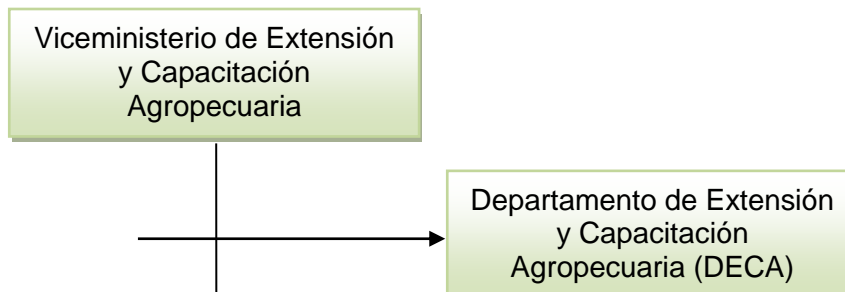 Viceministerio de Extensión
y Capacitación
Agropecuaria
Departamento de Extensión
y Capacitación
Agropecuaria (DECA)